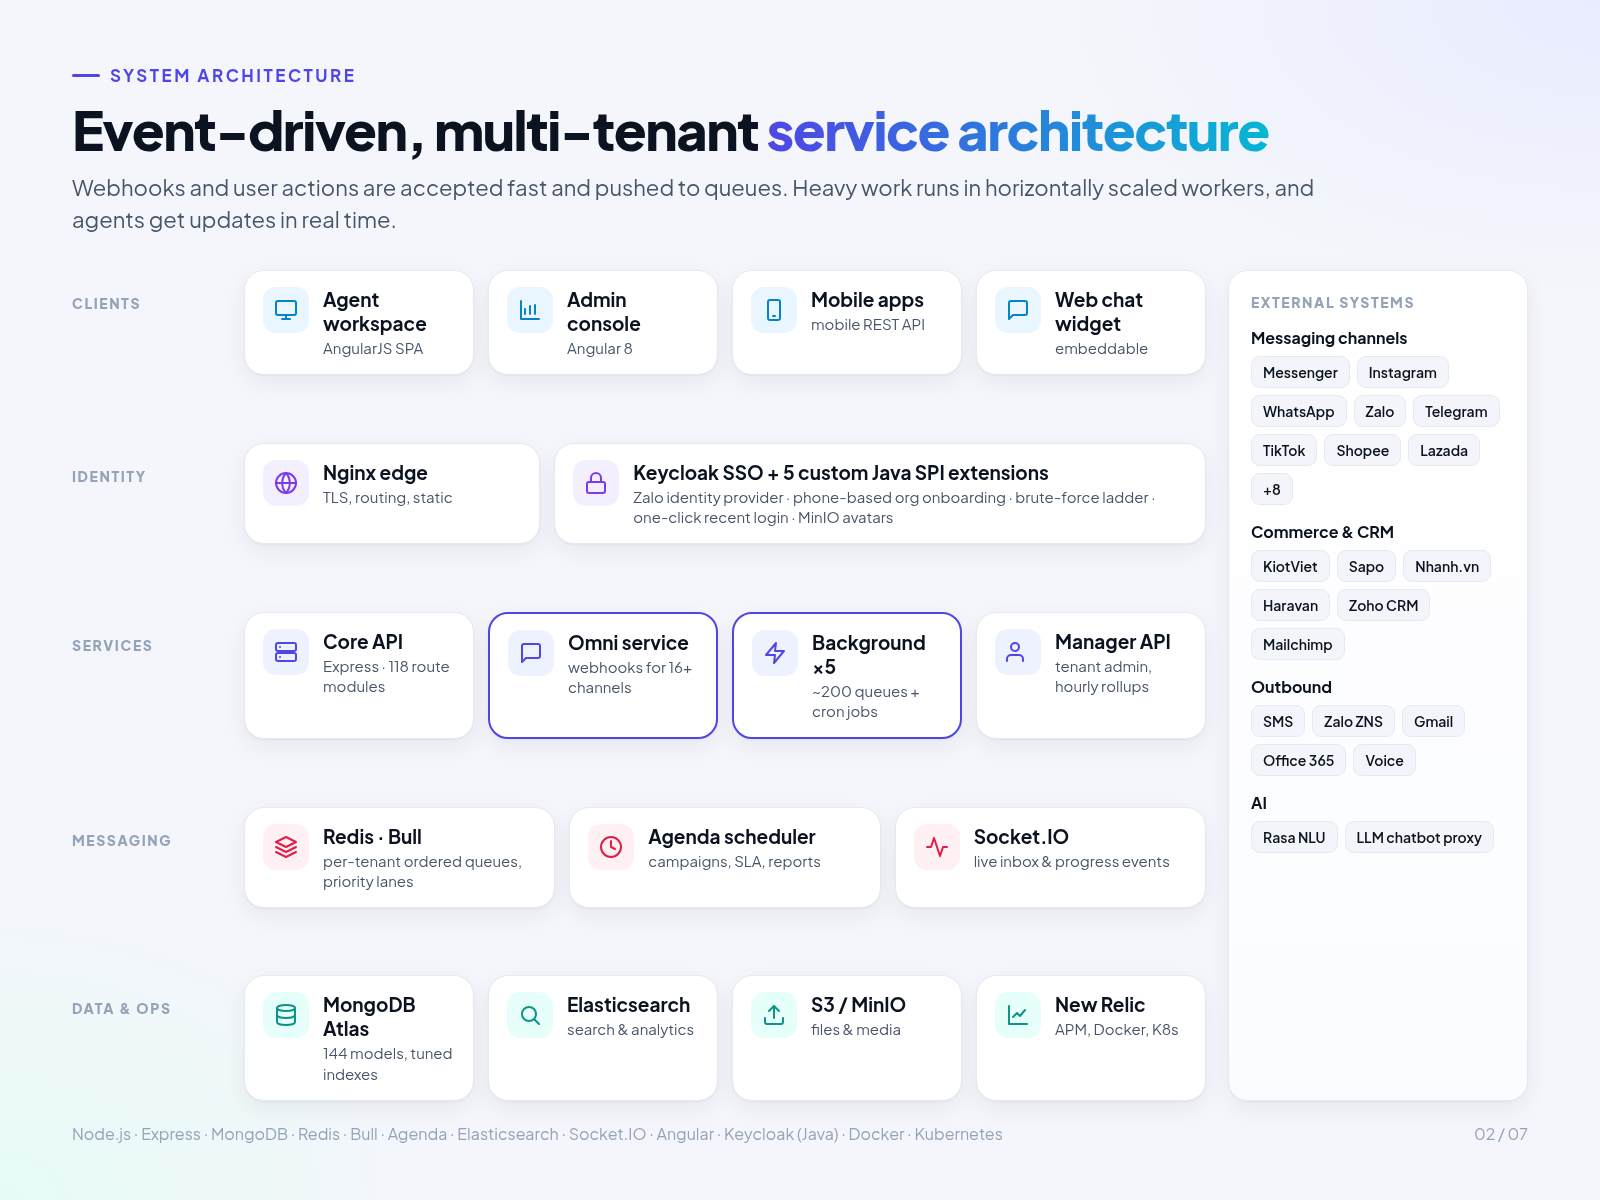 SYSTEM ARCHITECTURE
Event-driven, multi-tenant service architecture
Webhooks and user actions are accepted fast and pushed to queues. Heavy work runs in horizontally scaled workers, and
agents get updates in real time.
CLIENTS
Agent
workspace
AngularJS SPA
Admin
console
Angular 8
Mobile apps
mobile REST API
Web chat
widget
embeddable
IDENTITY
Nginx edge
TLS, routing, static
Keycloak SSO + 5 custom Java SPI extensions
Zalo identity provider · phone-based org onboarding · brute-force ladder ·
one-click recent login · MinIO avatars
SERVICES
Core API
Express · 118 route
modules
Omni service
webhooks for 16+
channels
Background
×5
~200 queues +
cron jobs
Manager API
tenant admin,
hourly rollups
MESSAGING
Redis · Bull
per-tenant ordered queues,
priority lanes
Agenda scheduler
campaigns, SLA, reports
Socket.IO
live inbox & progress events
DATA & OPS
MongoDB
Atlas
144 models, tuned
indexes
Elasticsearch
search & analytics
S3 / MinIO
files & media
New Relic
APM, Docker, K8s
EXTERNAL SYSTEMS
Messaging channels
Messenger Instagram
WhatsApp Zalo Telegram
TikTok Shopee Lazada
+8
Commerce & CRM
KiotViet Sapo Nhanh.vn
Haravan Zoho CRM
Mailchimp
Outbound
SMS Zalo ZNS Gmail
Office 365 Voice
AI
Rasa NLU LLM chatbot proxy
Node.js · Express · MongoDB · Redis · Bull · Agenda · Elasticsearch · Socket.IO · Angular · Keycloak (Java) · Docker · Kubernetes
02 / 07